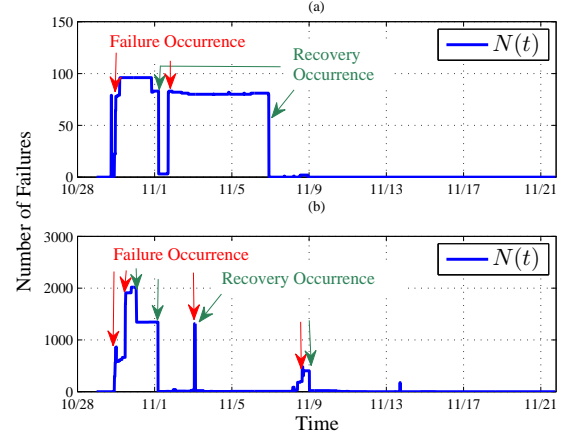 (a)
150
100
50
0
Failure Occurrence
Recovery
Occurrence
N(t)
10/28 11/1 11/5 11/9 11/13 11/17 11/21
(b)
Number of Failures
3000
2000
1000
0
Failure Occurrence
Recovery Occurrence
N(t)
10/28 11/1 11/5 11/9 11/13 11/17 11/21
Time